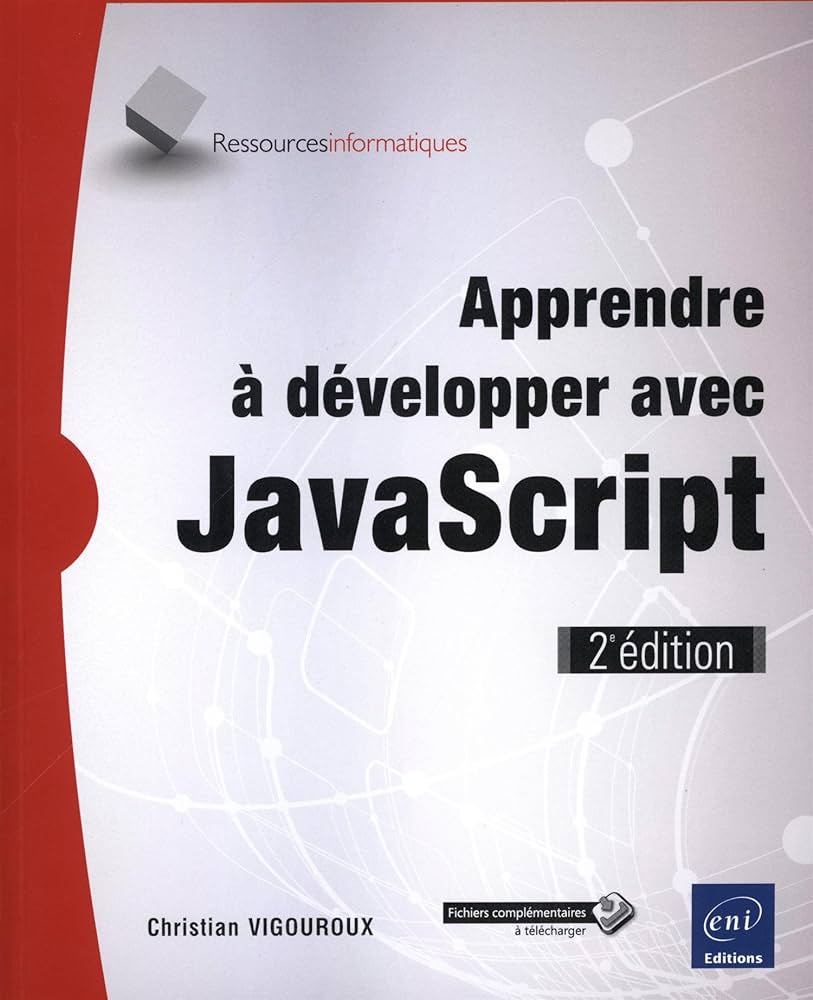 Ressourcesinformatiques
Apprendre
à développer avec
JavaScript
2e édition
Christian VIGOUROUX
Fichiers complémentaires
à télécharger
eni
Editions